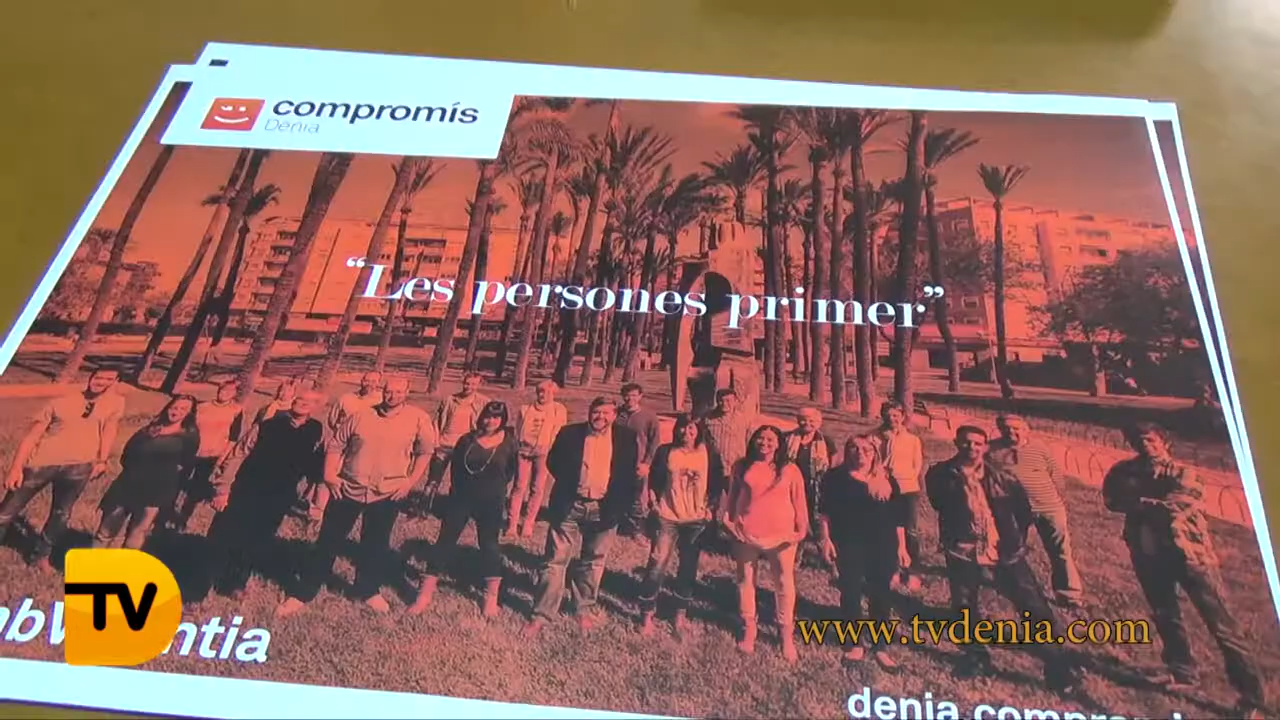 compromís
Dénia
“Les persones primer”
TV
www.tvdenia.com